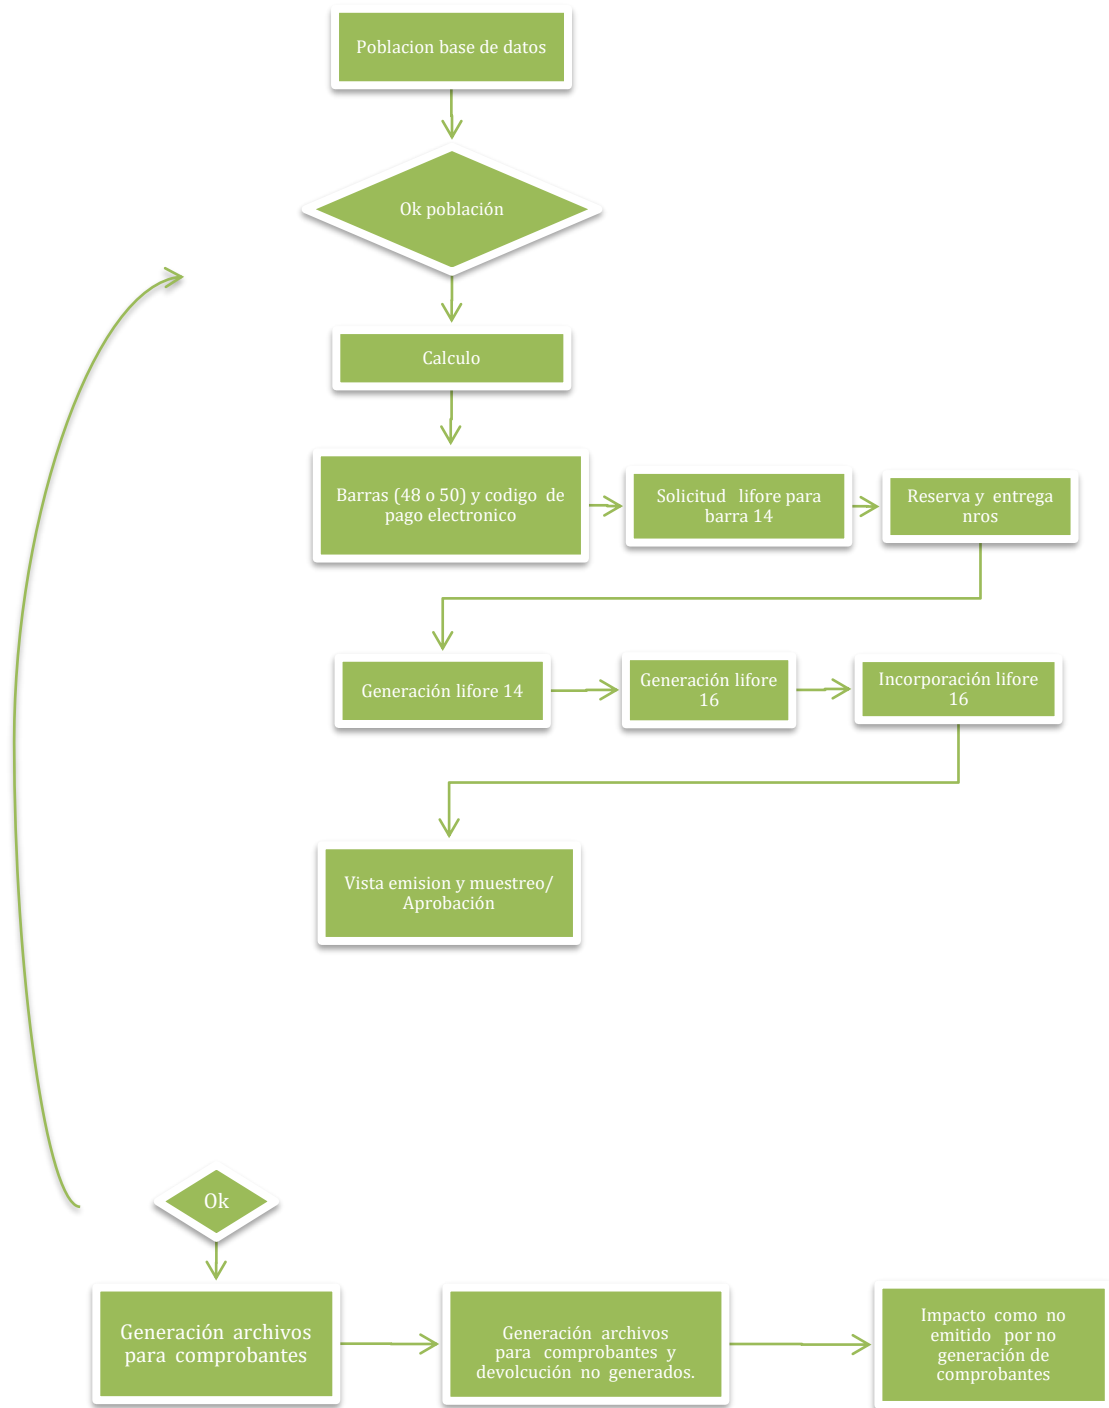 Poblacion base de datos
Ok población
Calculo
Barras (48 o 50) y codigo de
pago electronico
Solicitud lifore para
barra 14
Reserva y entrega
nros
Generación lifore 14
Generación lifore
16
Incorporación lifore
16
Vista emision y muestreo/
Aprobación
Ok
Generación archivos
para comprobantes
Generación archivos
para comprobantes y
devolcución no generados.
Impacto como no
emitido por no
generación de
comprobantes